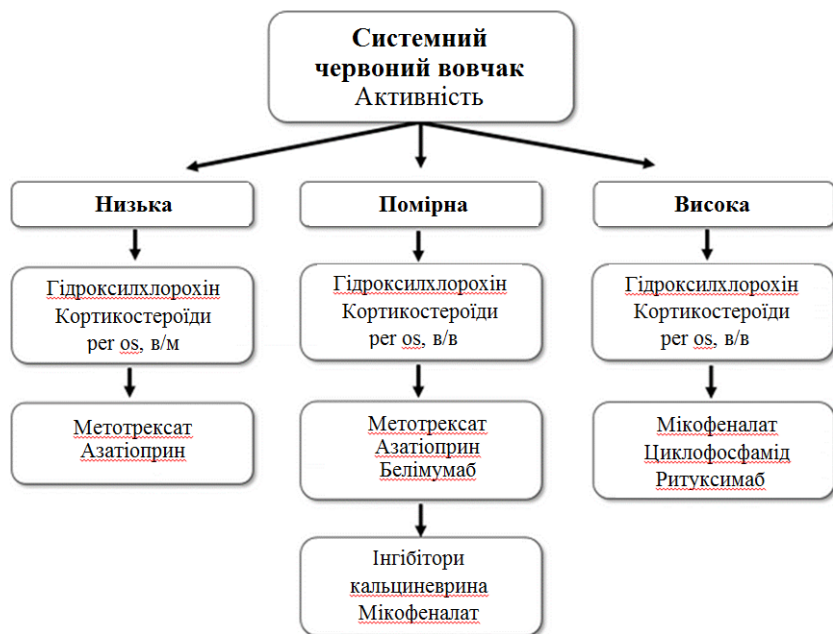 Системний
червоний вовчак
Активність
Низька
Помірна
Висока
Гідроксилхлорохін
Кортикостероїди
per os, в/м
Гідроксилхлорохін
Кортикостероїди
per os, в/в
Гідроксилхлорохін
Кортикостероїди
per os, в/в
Метотрексат
Азатіоприн
Метотрексат
Азатіоприн
Белімумаб
Мікофеналат
Циклофосфамід
Ритуксимаб
Інгібітори
кальциневрина
Мікофеналат